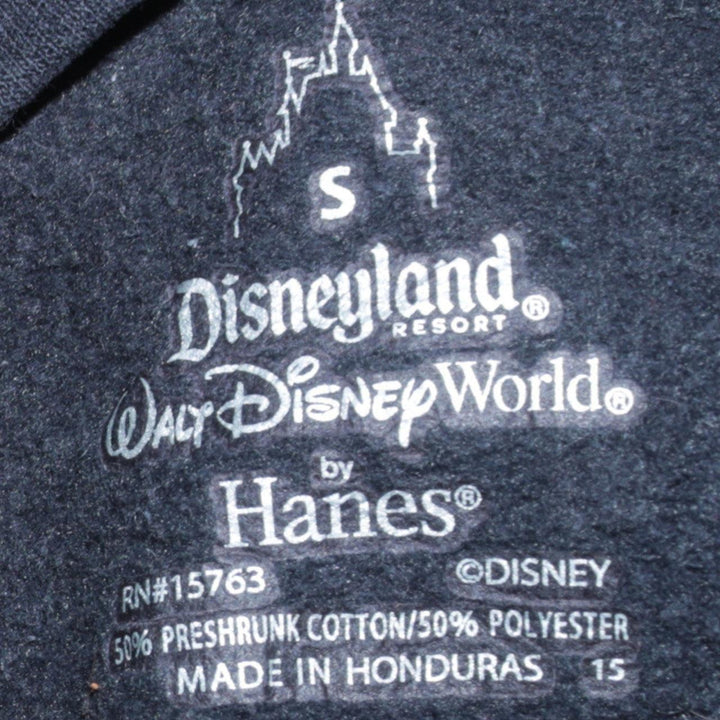 S
Disneyland®
RESORT
WALT DISNEY World®
by
Hanes®
RN#15763 ©DISNEY
50% PRESHRUNK COTTON/50% POLYESTER
MADE IN HONDURAS 15